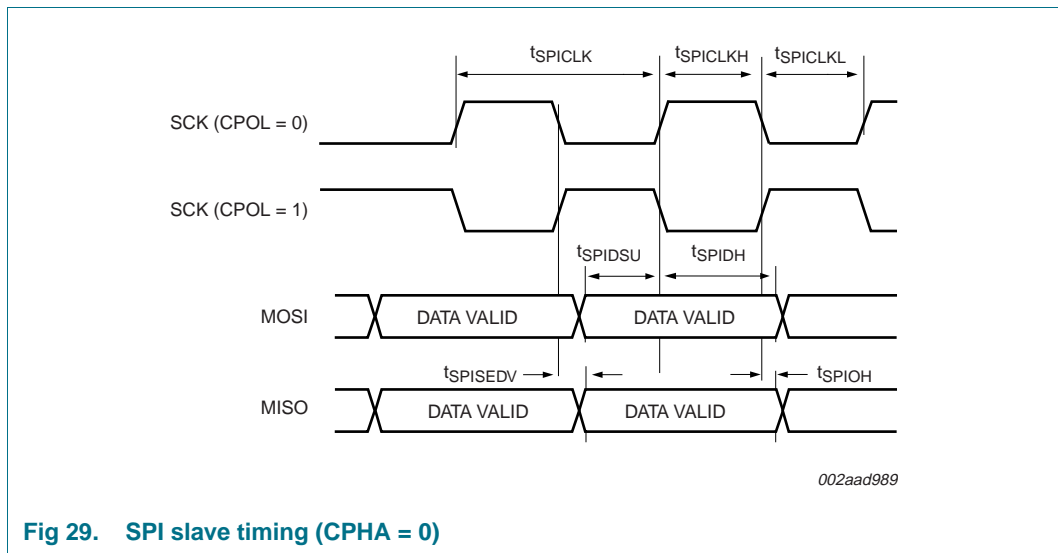 tSPICLK tSPICLKH tSPICLKL
SCK (CPOL = 0)
SCK (CPOL = 1)
tSPIDSU tSPIDH
MOSI DATA VALID DATA VALID
tSPISEDV tSPIOH
MISO DATA VALID DATA VALID
002aad989
Fig 29. SPI slave timing (CPHA = 0)